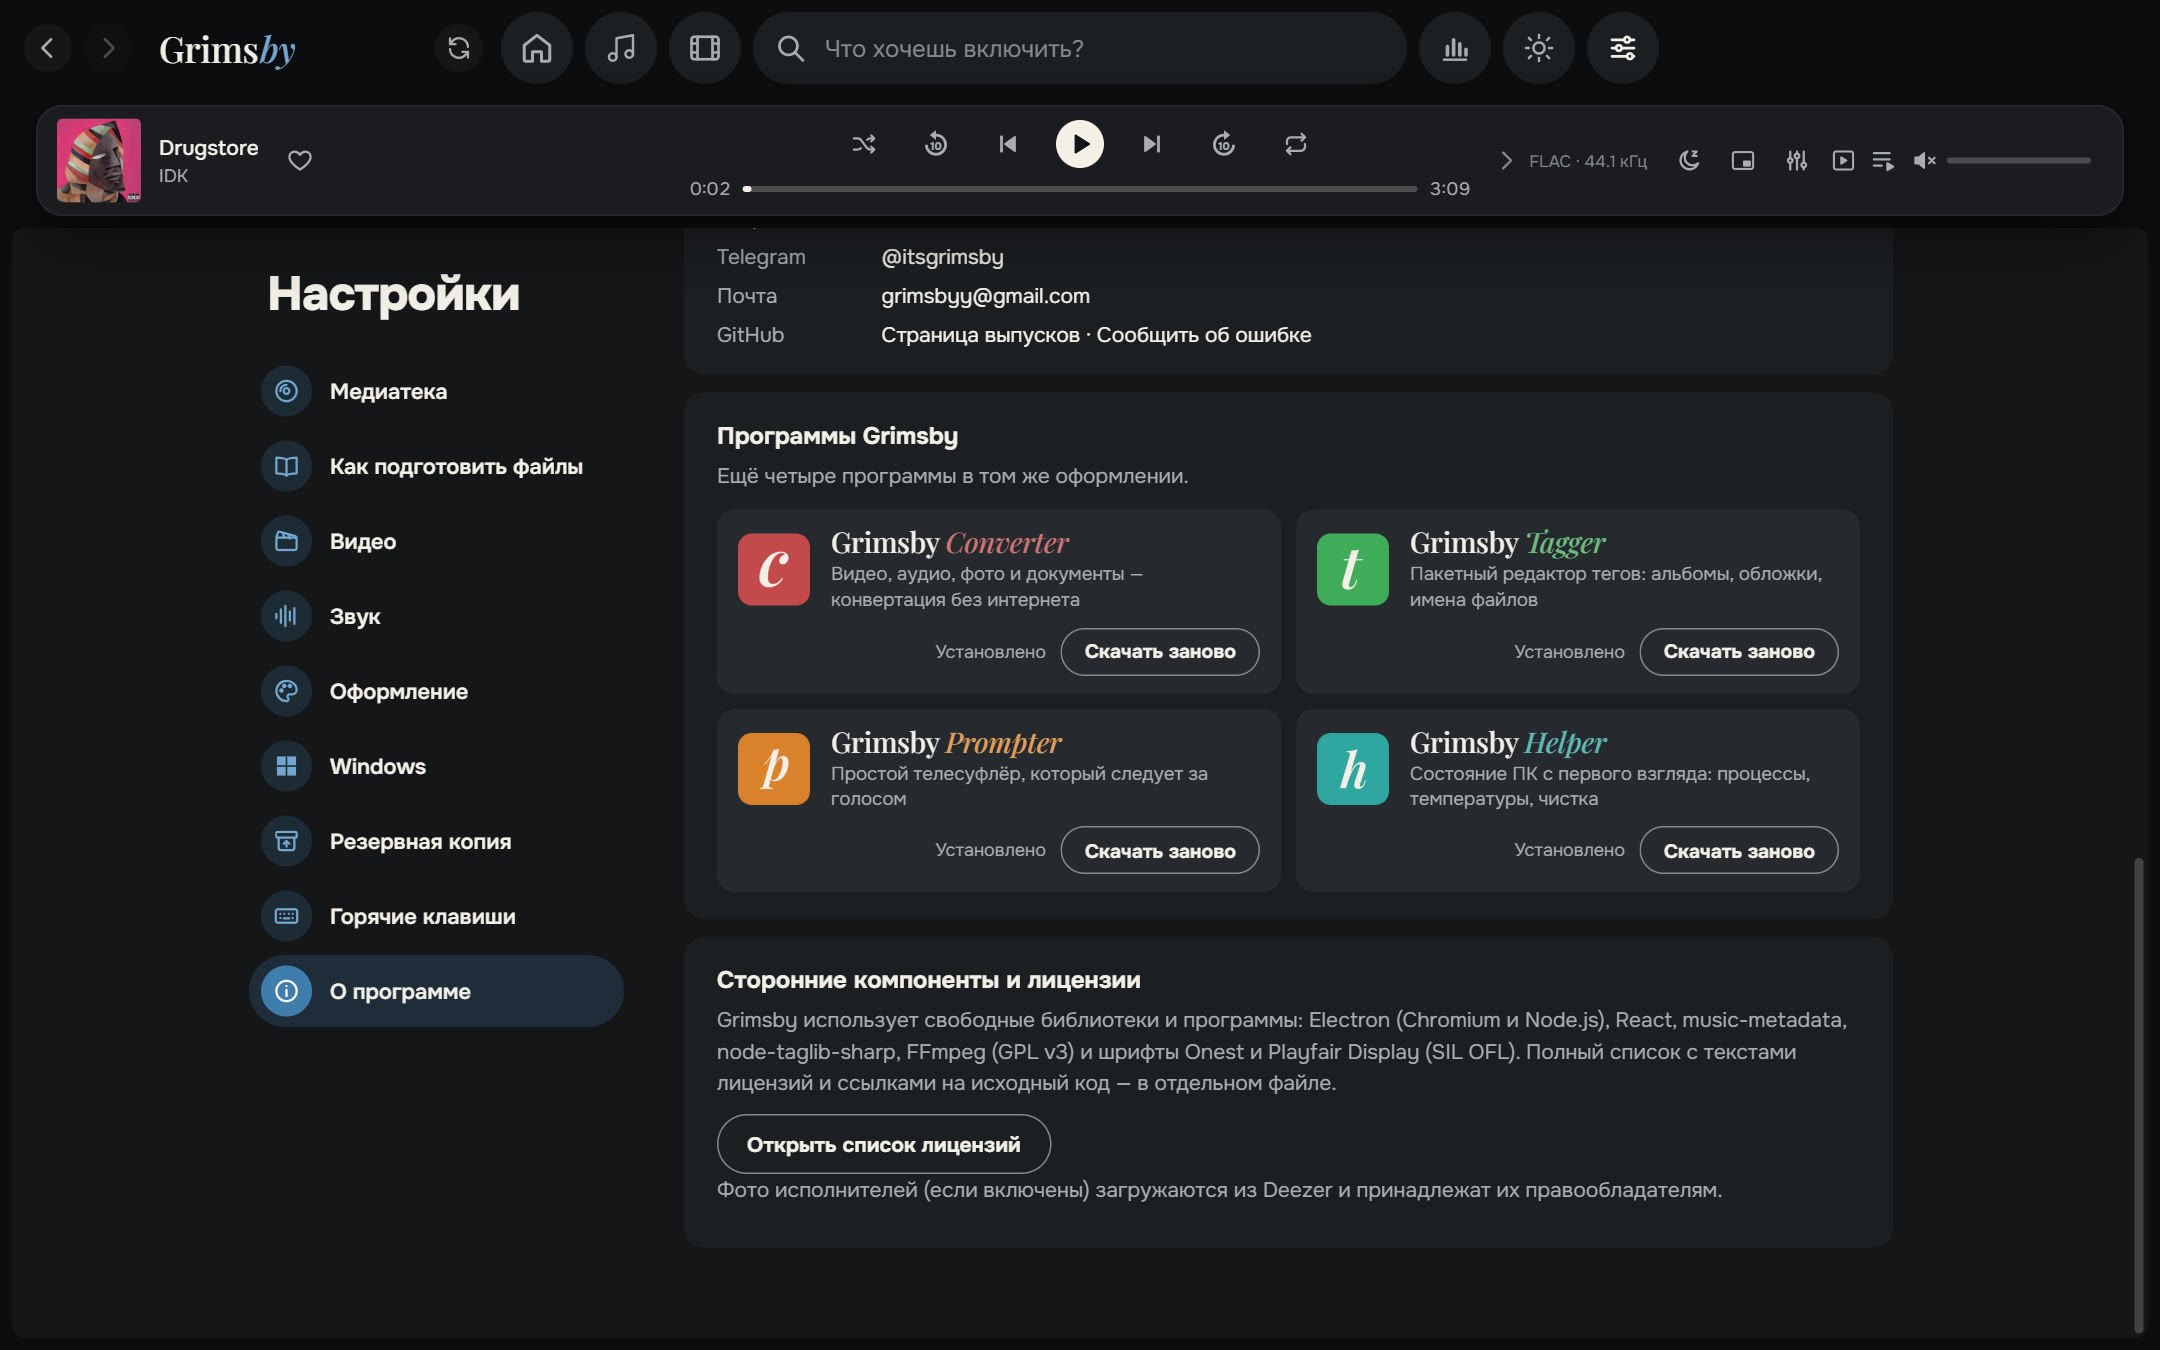 Grimsby
Что хочешь включить?
Drugstore
IDK
10
10
0:02
3:09
FLAC · 44.1 кГц
Настройки
Медиатека
Как подготовить файлы
Видео
Звук
Оформление
Windows
Резервная копия
Горячие клавиши
О программе
Telegram
@itsgrimsby
Почта
grimsbyy@gmail.com
GitHub
Страница выпусков · Сообщить об ошибке
Программы Grimsby
Ещё четыре программы в том же оформлении.
c
Grimsby Converter
Видео, аудио, фото и документы —
конвертация без интернета
Установлено
Скачать заново
t
Grimsby Tagger
Пакетный редактор тегов: альбомы, обложки,
имена файлов
Установлено
Скачать заново
p
Grimsby Prompter
Простой телесуфлёр, который следует за
голосом
Установлено
Скачать заново
h
Grimsby Helper
Состояние ПК с первого взгляда: процессы,
температуры, чистка
Установлено
Скачать заново
Сторонние компоненты и лицензии
Grimsby использует свободные библиотеки и программы: Electron (Chromium и Node.js), React, music-metadata,
node-taglib-sharp, FFmpeg (GPL v3) и шрифты Onest и Playfair Display (SIL OFL). Полный список с текстами
лицензий и ссылками на исходный код — в отдельном файле.
Открыть список лицензий
Фото исполнителей (если включены) загружаются из Deezer и принадлежат их правообладателям.